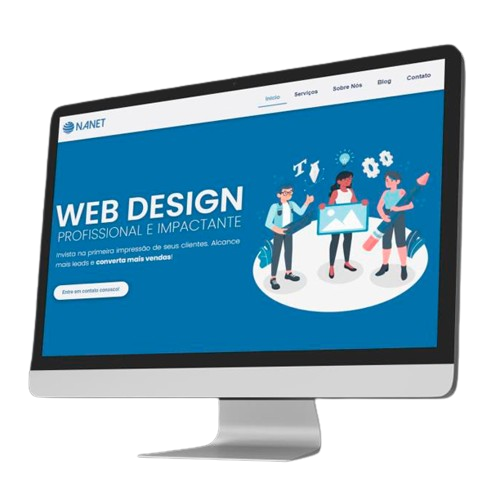 NANET
Início
Serviços
Sobre Nós
Blog
Contato
WEB DESIGN
PROFISSIONAL E IMPACTANTE
Invista na primeira impressão de seus clientes. Alcance
mais leads e converta mais vendas!
Entre em contato conosco!